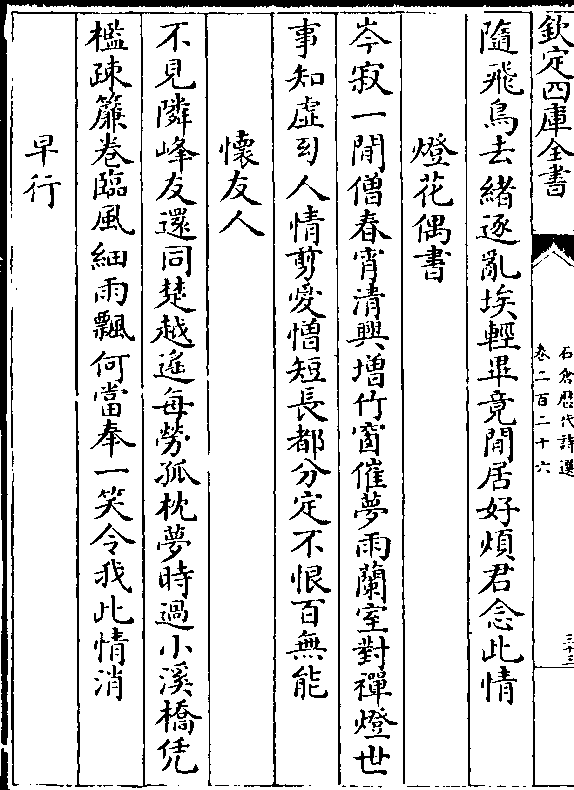 欽定四庫全書
石倉歷代詩選
卷二百二十六
三十三
隨飛鳥去緒逐亂埃輕畢竟閒居好煩君念此情
燈花偶書
岑寂一閒僧春宵清興增竹窗催夢雨蘭室對禪燈世
事知虛幻人情剪愛憎短長都分定不恨百無能
懷友人
不見隣峰友還同楚越遙每勞孤枕夢時過小溪橋凭
檻疎簾卷臨風細雨飄何當奉一笑令我此情消
早行